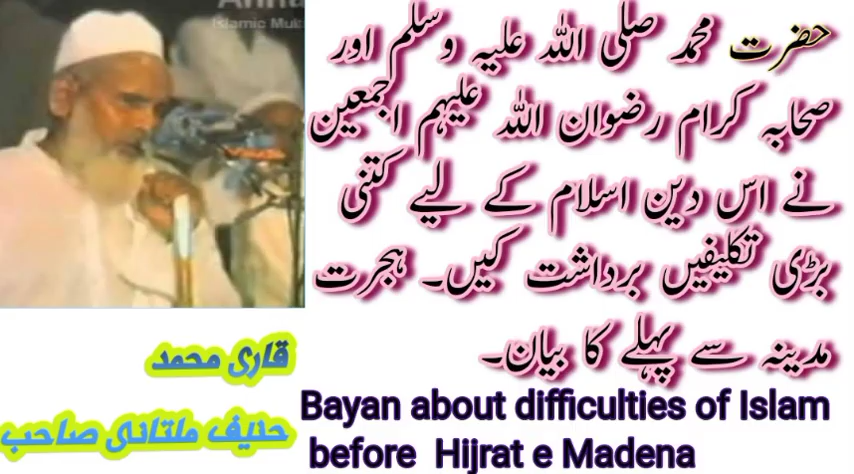 Islamic
حضرت محمد صلی اللہ علیہ وسلم اور
صحابہ کرام رضوان اللہ علیہم اجمعین
نے اس دین اسلام کے لیے کتنی
بڑی تکلیفیں برداشت کیں۔ ہجرت
مدینہ سے پہلے کا بیان۔
قاری محمد
حنیف ملتانی صاحب
Bayan about difficulties of Islam
before Hijrat e Madena